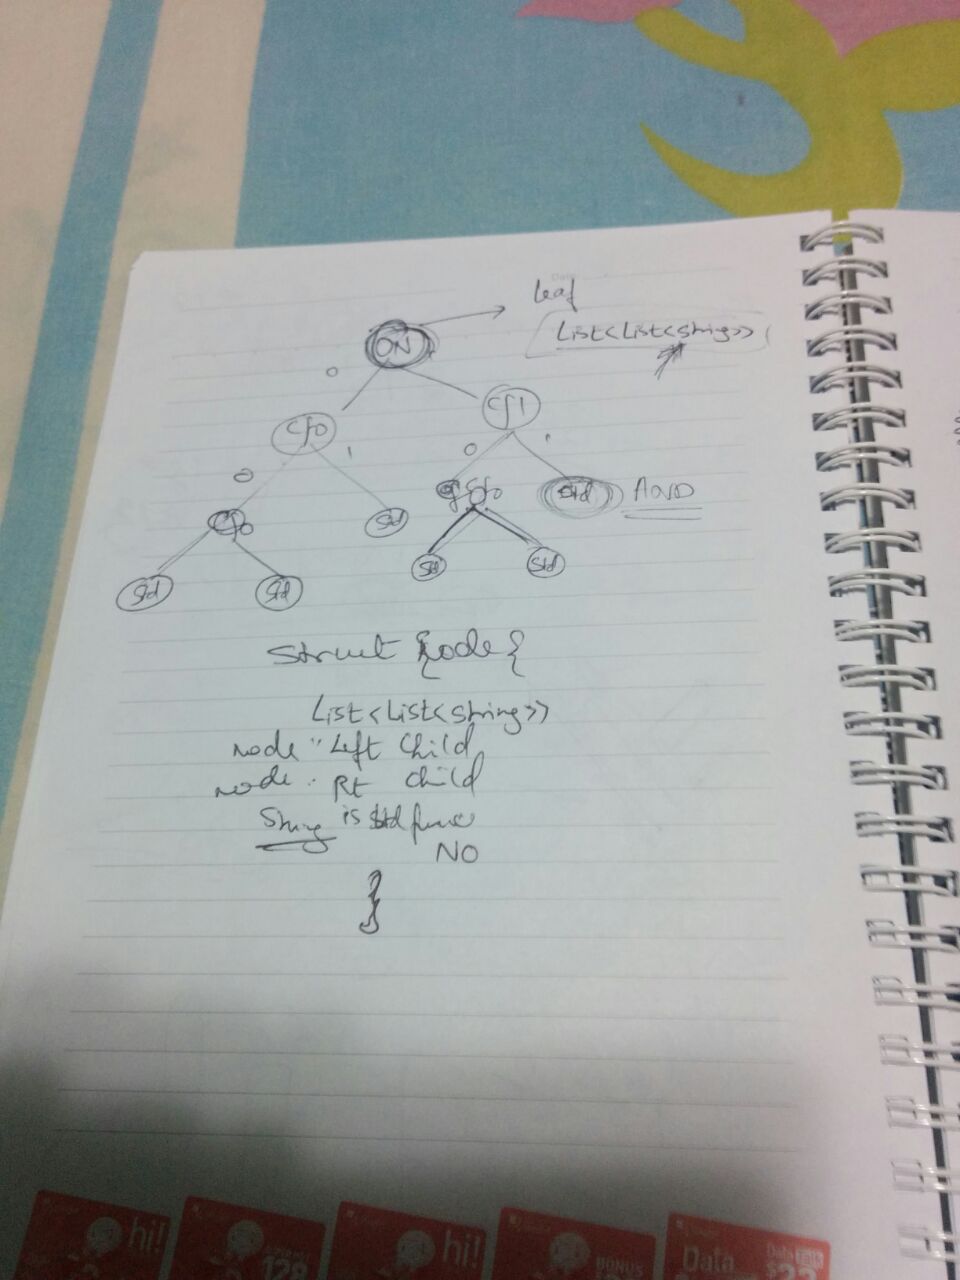 leaf
List<List<String>>
ON
0
Cf0
Cf1
1
0
1
0
Cf0
Std
Std
AND
Std
Std
Std
Std
Struct node{
List<List<String>>
node : Left Child
node : Rt Child
String is Std func
NO
}
hi!
hi!
BONUS
Data
Data